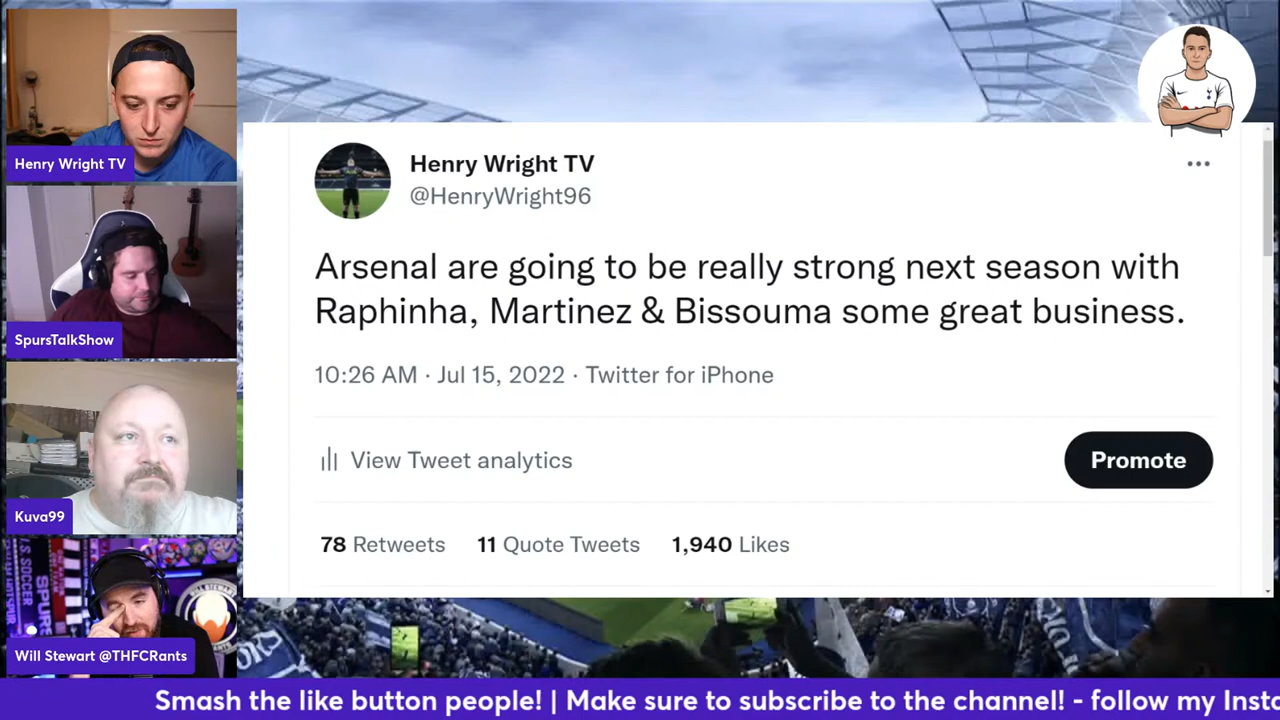 Henry Wright TV
SpursTalkShow
Kuva99
Will Stewart @THFCRants
Henry Wright TV
@HenryWright96
Arsenal are going to be really strong next season with
Raphinha, Martinez & Bissouma some great business.
10:26 AM · Jul 15, 2022 · Twitter for iPhone
View Tweet analytics
Promote
78 Retweets 11 Quote Tweets 1,940 Likes
SOCCER
SPURS
Smash the like button people! | Make sure to subscribe to the channel! - follow my Insta